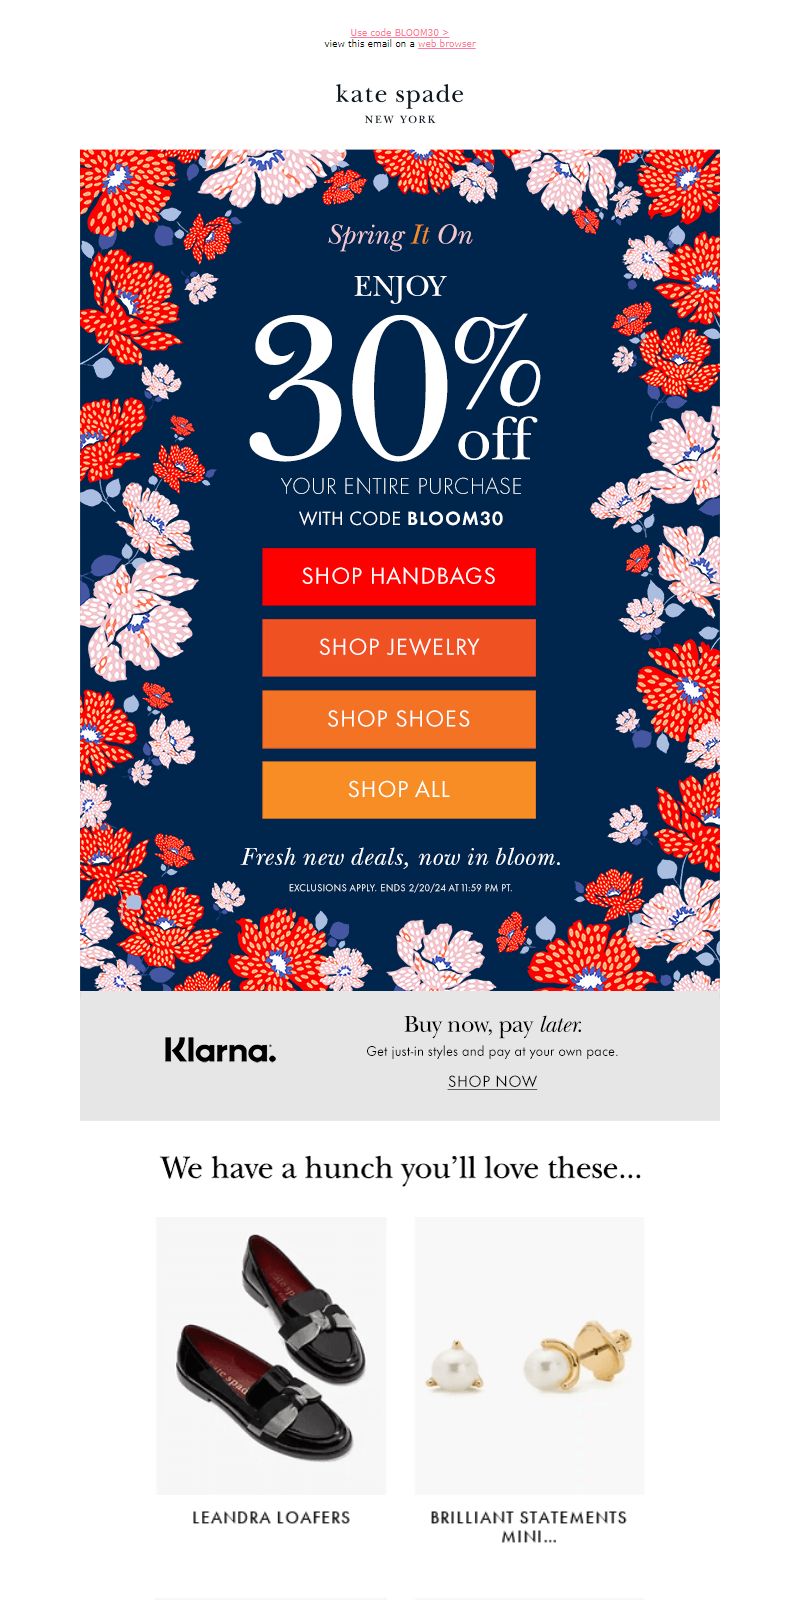 Use code BLOOM30 >
view this email on a web browser
kate spade
NEW YORK
Spring It On
ENJOY
30% off
YOUR ENTIRE PURCHASE
WITH CODE BLOOM30
SHOP HANDBAGS
SHOP JEWELRY
SHOP SHOES
SHOP ALL
Fresh new deals, now in bloom.
EXCLUSIONS APPLY. ENDS 2/20/24 AT 11:59 PM PT.
Klarna.
Buy now, pay later.
Get just-in styles and pay at your own pace.
SHOP NOW
We have a hunch you'll love these...
LEANDRA LOAFERS
BRILLIANT STATEMENTS
MINI...